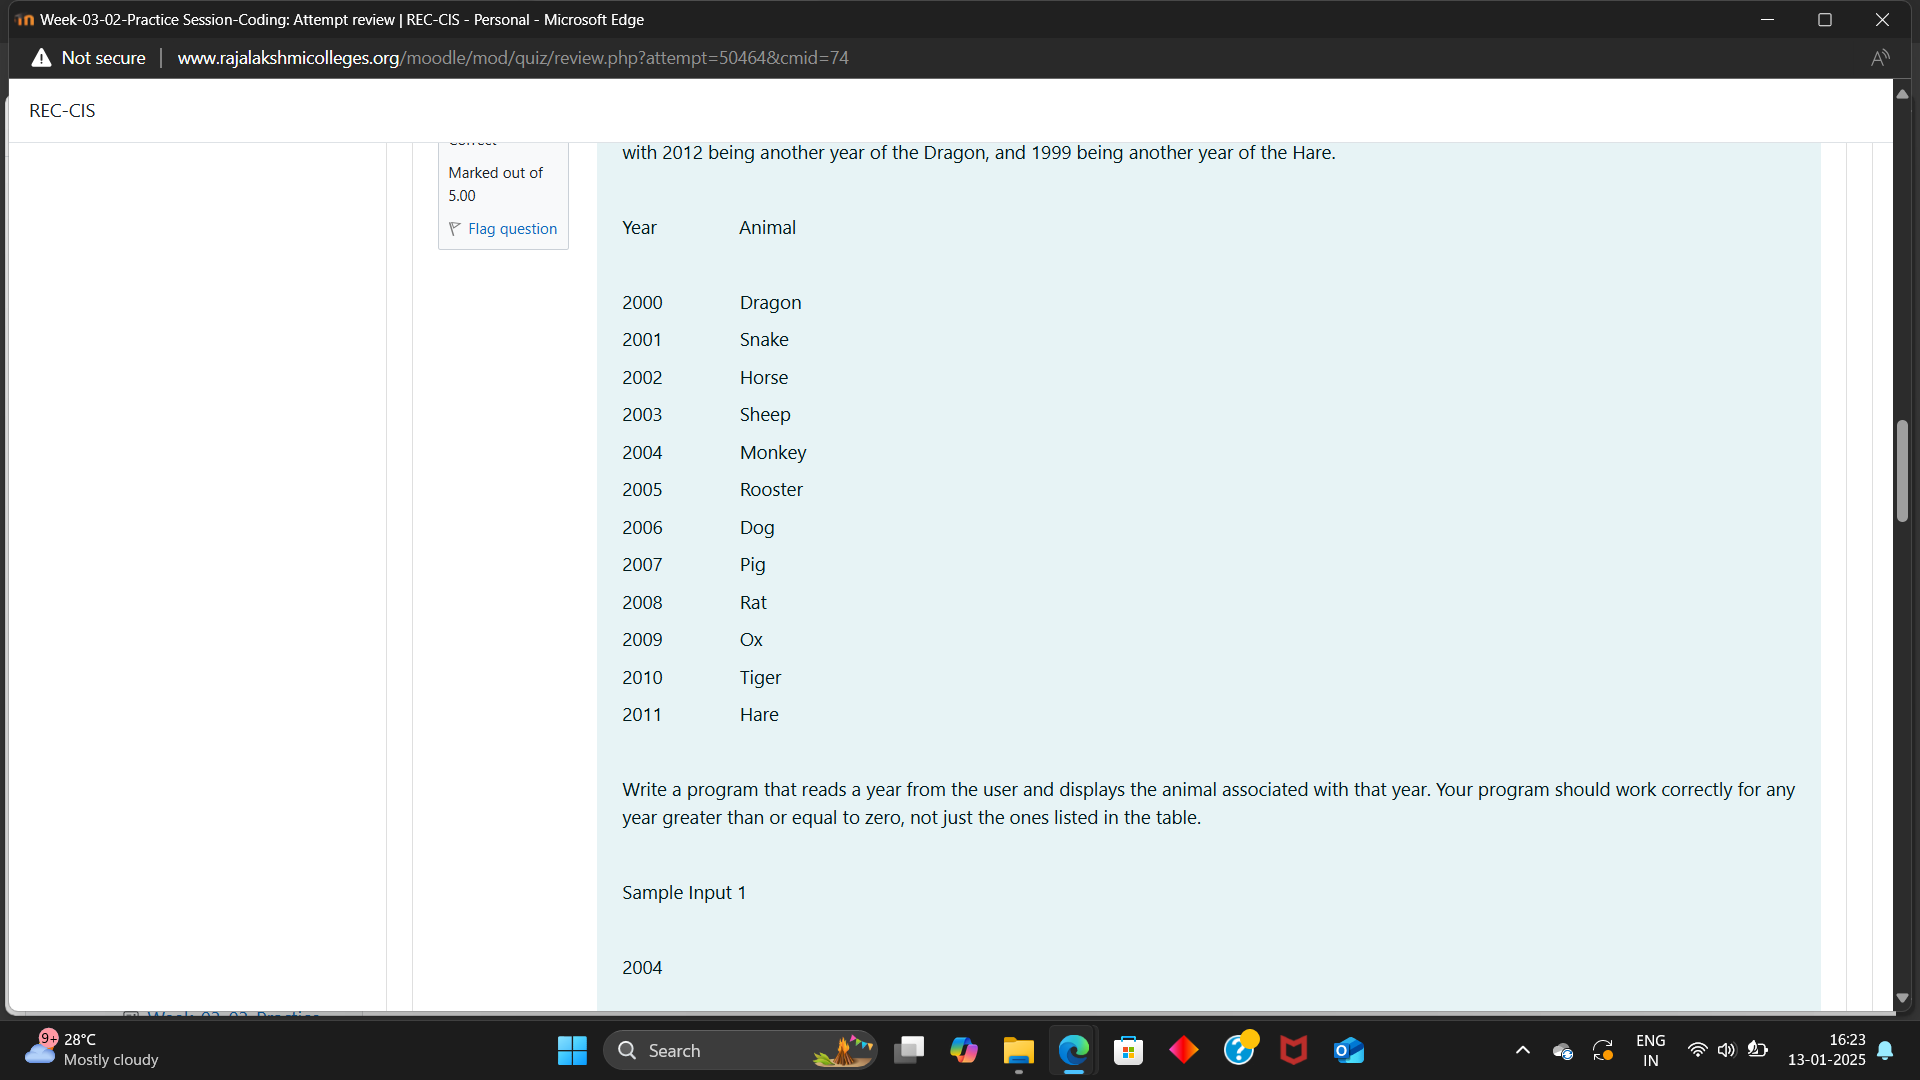 Week-03-02-Practice Session-Coding: Attempt review | REC-CIS - Personal - Microsoft Edge
Not secure | www.rajalakshmicolleges.org/moodle/mod/quiz/review.php?attempt=50464&cmid=74
REC-CIS
Correct
Marked out of
5.00
Flag question
with 2012 being another year of the Dragon, and 1999 being another year of the Hare.
Year Animal
2000 Dragon
2001 Snake
2002 Horse
2003 Sheep
2004 Monkey
2005 Rooster
2006 Dog
2007 Pig
2008 Rat
2009 Ox
2010 Tiger
2011 Hare
Write a program that reads a year from the user and displays the animal associated with that year. Your program should work correctly for any
year greater than or equal to zero, not just the ones listed in the table.
Sample Input 1
2004
9+
28°C
Mostly cloudy
Search
ENG
IN
16:23
13-01-2025